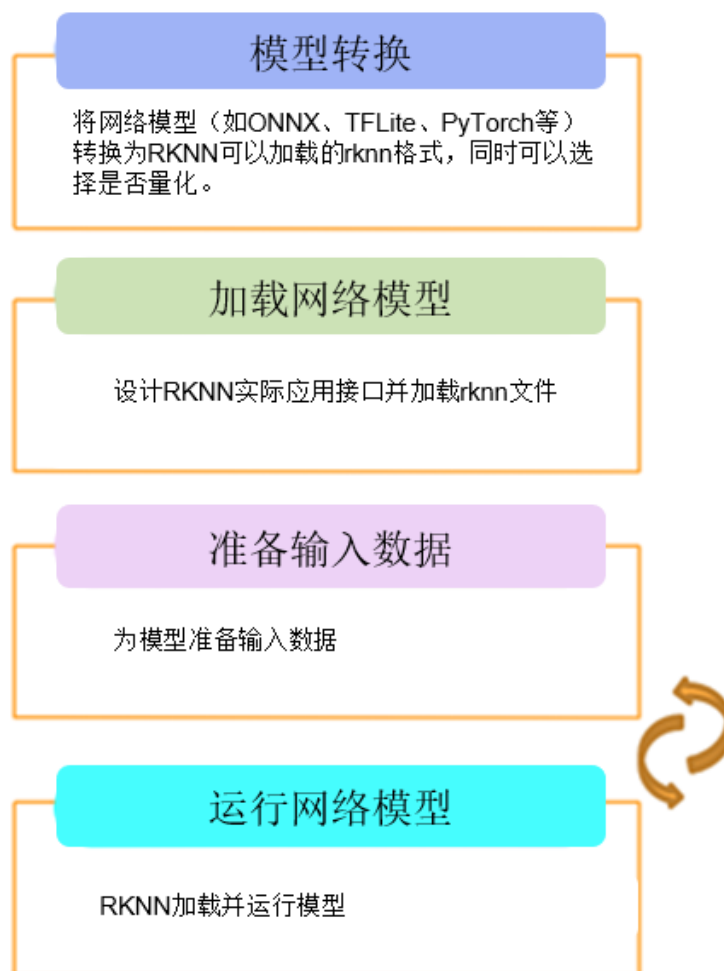 模型转换
将网络模型（如ONNX、TFLite、PyTorch等）
转换为RKNN可以加载的rknn格式，同时可以选
择是否量化。
加载网络模型
设计RKNN实际应用接口并加载rknn文件
准备输入数据
为模型准备输入数据
运行网络模型
RKNN加载并运行模型